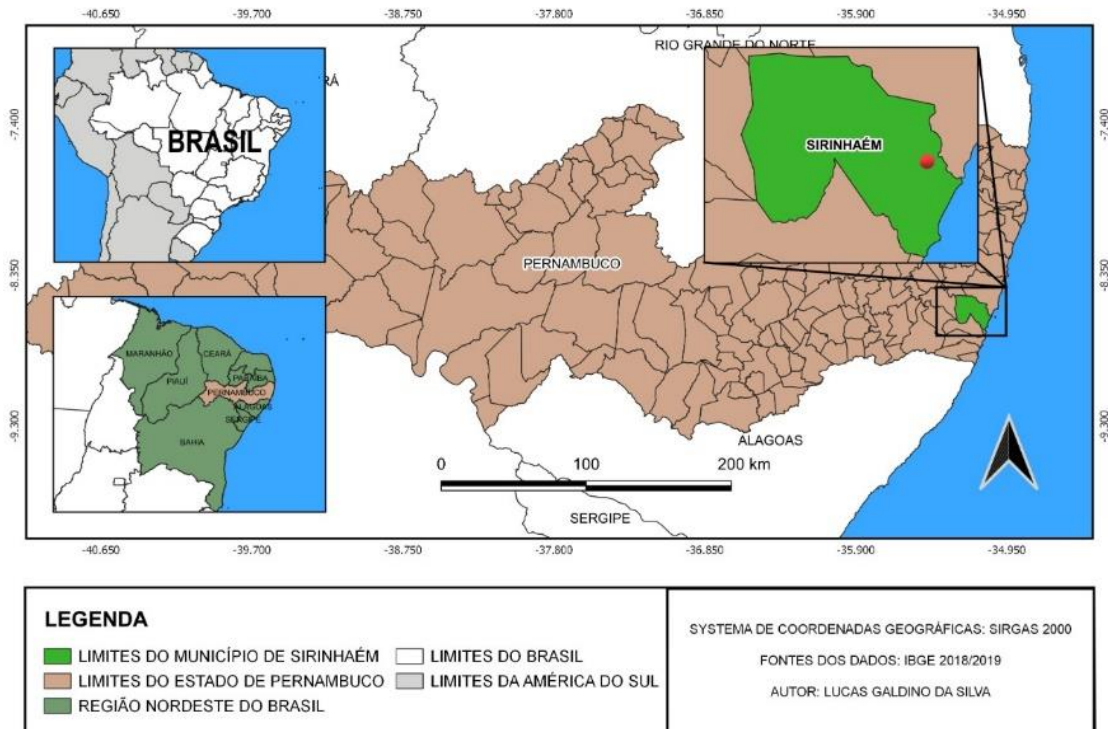 -40.650 -39.700 -38.750 -37.800 -36.850 -35.900 -34.950
RIO GRANDE DO NORTE
BRASIL
SIRINHAÉM
-7.400
-7.400
PERNAMBUCO
-8.350
-8.350
MARANHÃO
CEARÁ
PIAUÍ
PARAÍBA
PERNAMBUCO
ALAGOAS
SERGIPE
BAHIA
-9.300
-9.300
ALAGOAS
0 100 200 km
SERGIPE
-40.650 -39.700 -38.750 -37.800 -36.850 -35.900 -34.950
LEGENDA
LIMITES DO MUNICÍPIO DE SIRINHAÉM
LIMITES DO ESTADO DE PERNAMBUCO
REGIÃO NORDESTE DO BRASIL
LIMITES DO BRASIL
LIMITES DA AMÉRICA DO SUL
SYSTEMA DE COORDENADAS GEOGRÁFICAS: SIRGAS 2000
FONTES DOS DADOS: IBGE 2018/2019
AUTOR: LUCAS GALDINO DA SILVA